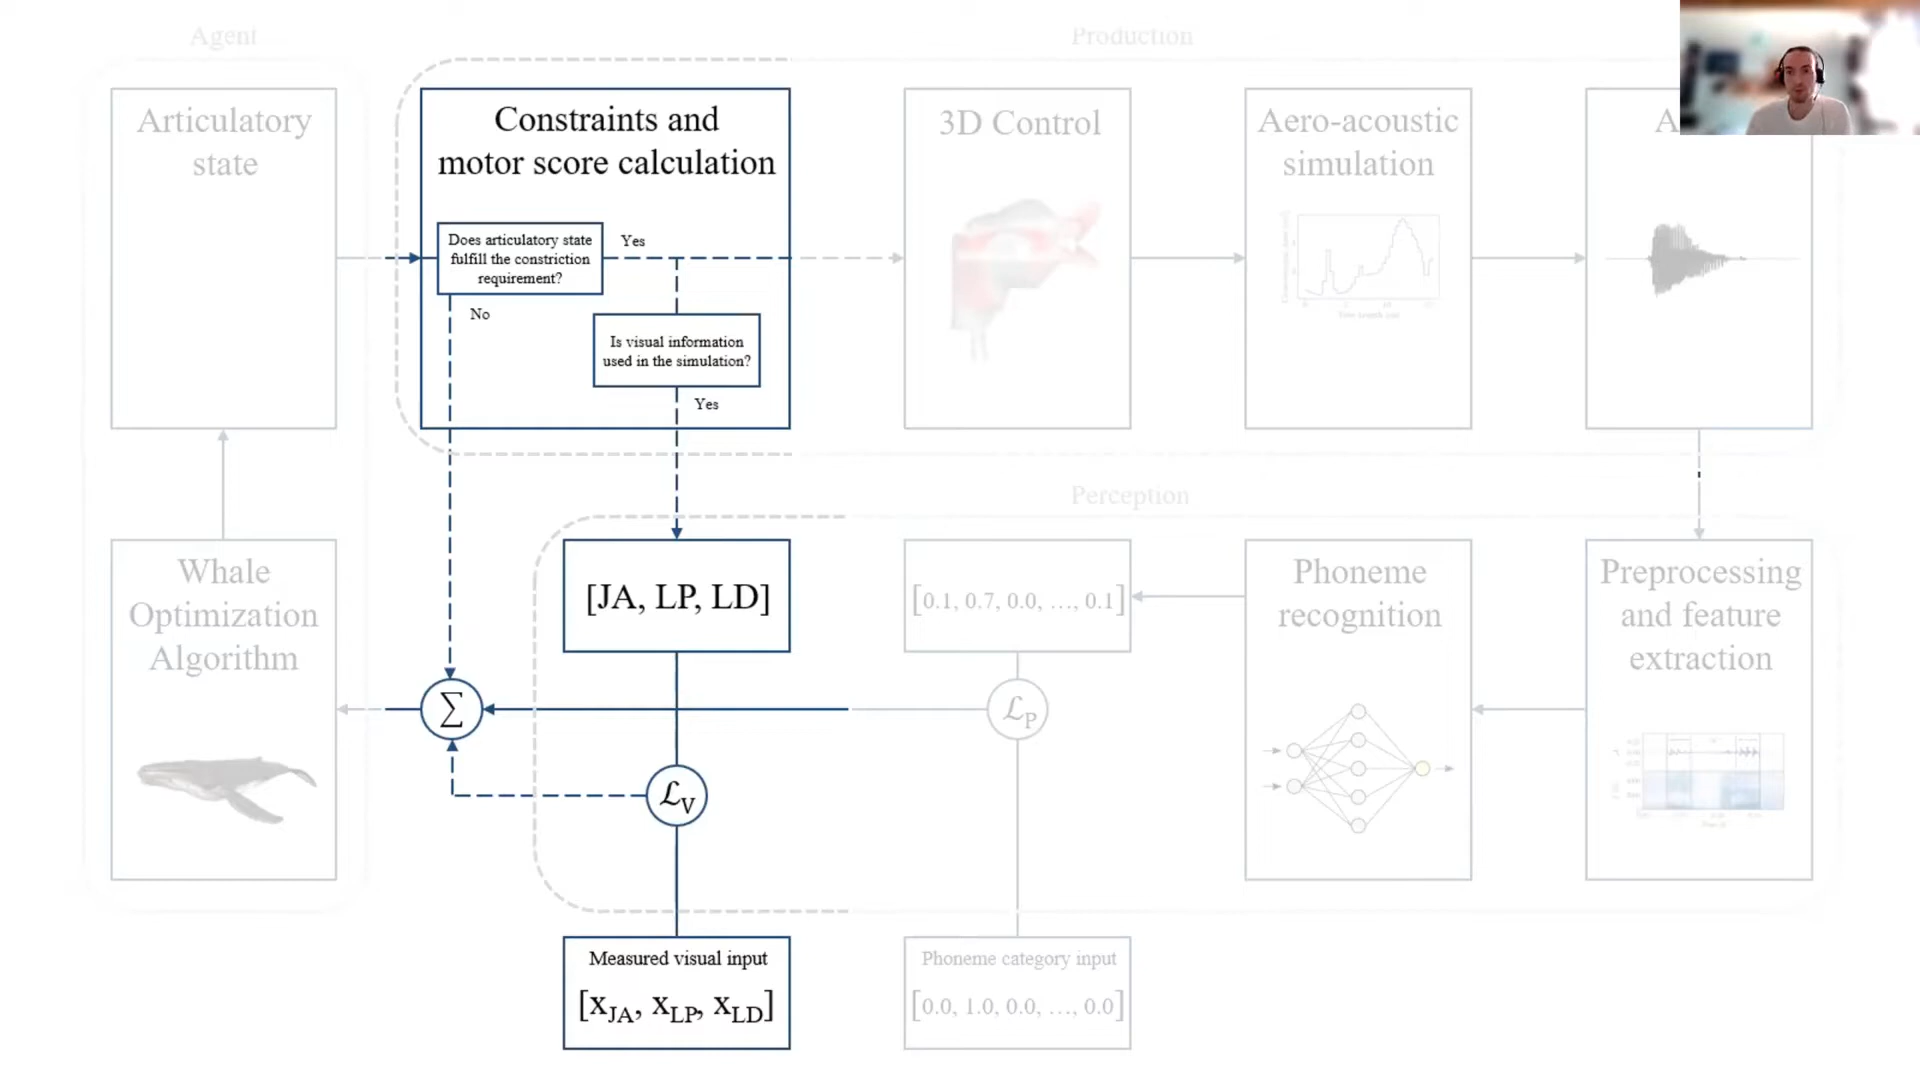 Agent
Production
Articulatory
state
Constraints and
motor score calculation
Does articulatory state
fulfill the constriction
requirement?
Yes
No
Is visual information
used in the simulation?
Yes
3D Control
Aero-acoustic
simulation
A
Perception
Whale
Optimization
Algorithm
∑
[JA, LP, LD]
ℒV
Measured visual input
[xJA, xLP, xLD]
[0.1, 0.7, 0.0, ..., 0.1]
ℒP
Phoneme category input
[0.0, 1.0, 0.0, ..., 0.0]
Phoneme
recognition
Preprocessing
and feature
extraction